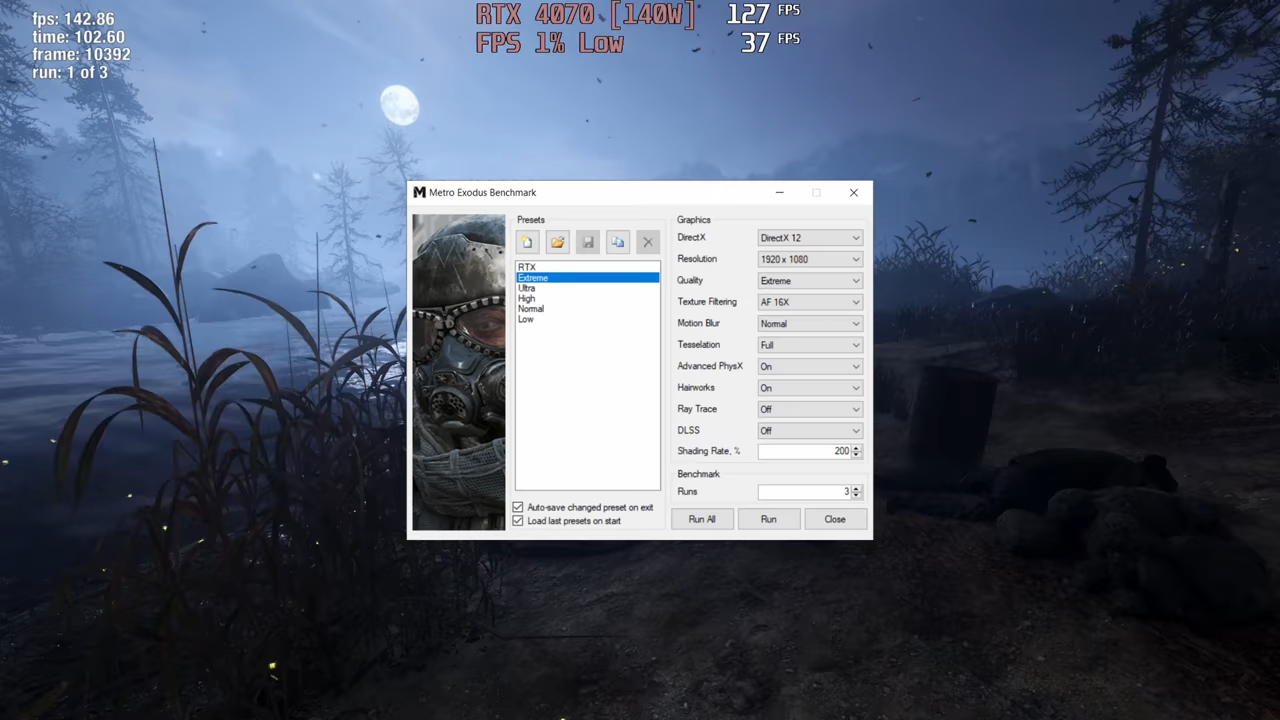 fps: 142.86
time: 102.60
frame: 10392
run: 1 of 3
RTX 4070 [140W] 127 FPS
FPS 1% Low 37 FPS
Metro Exodus Benchmark
Presets
RTX
Extreme
Ultra
High
Normal
Low
Auto-save changed preset on exit
Load last presets on start
Graphics
DirectX DirectX 12
Resolution 1920 x 1080
Quality Extreme
Texture Filtering AF 16X
Motion Blur Normal
Tesselation Full
Advanced PhysX On
Hairworks On
Ray Trace Off
DLSS Off
Shading Rate, % 200
Benchmark
Runs 3
Run All Run Close